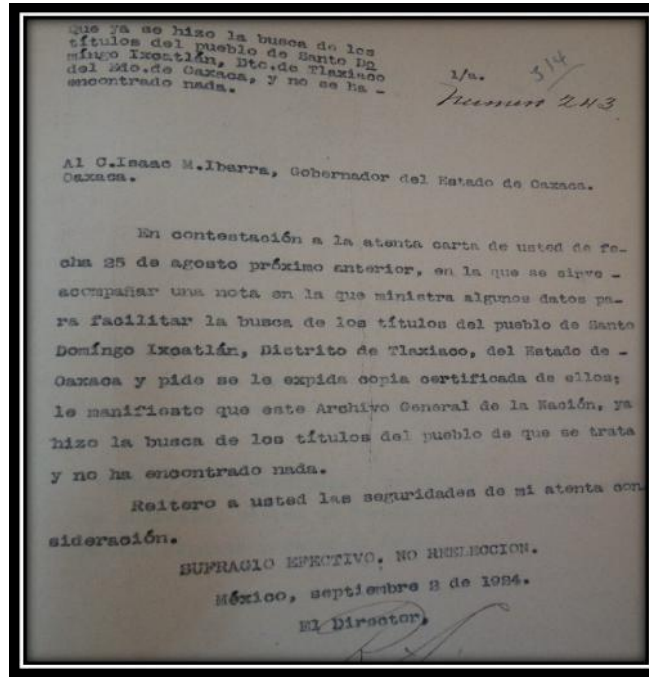 que ya se hizo la busca de los
títulos del pueblo de Santo Do
míngo Ixcatlán, Dto.de Tlaxiaco
del Edo.de Oaxaca, y no se ha -
encontrado nada.
1/a. 314
numen 243
Al C.Isaac M.Ibarra, Gobernador del Estado de Oaxaca.
Oaxaca.
En contestación a la atenta carta de usted de fe-
cha 25 de agosto próximo anterior, en la que se sirve -
acompañar una nota en la que ministra algunos datos pa-
ra facilitar la busca de los títulos del pueblo de Santo
Domíngo Ixcatlán, Distrito de Tlaxiaco, del Estado de -
Oaxaca y pide se le expida copia certificada de ellos;
le manifiesto que este Archivo General de la Nación, ya
hizo la busca de los títulos del pueblo de que se trata
y no ha encontrado nada.
Reitero a usted las seguridades de mi atenta con
sideración.
SUFRAGIO EFECTIVO. NO REELECCION.
México, septiembre 2 de 1924.
El Director,